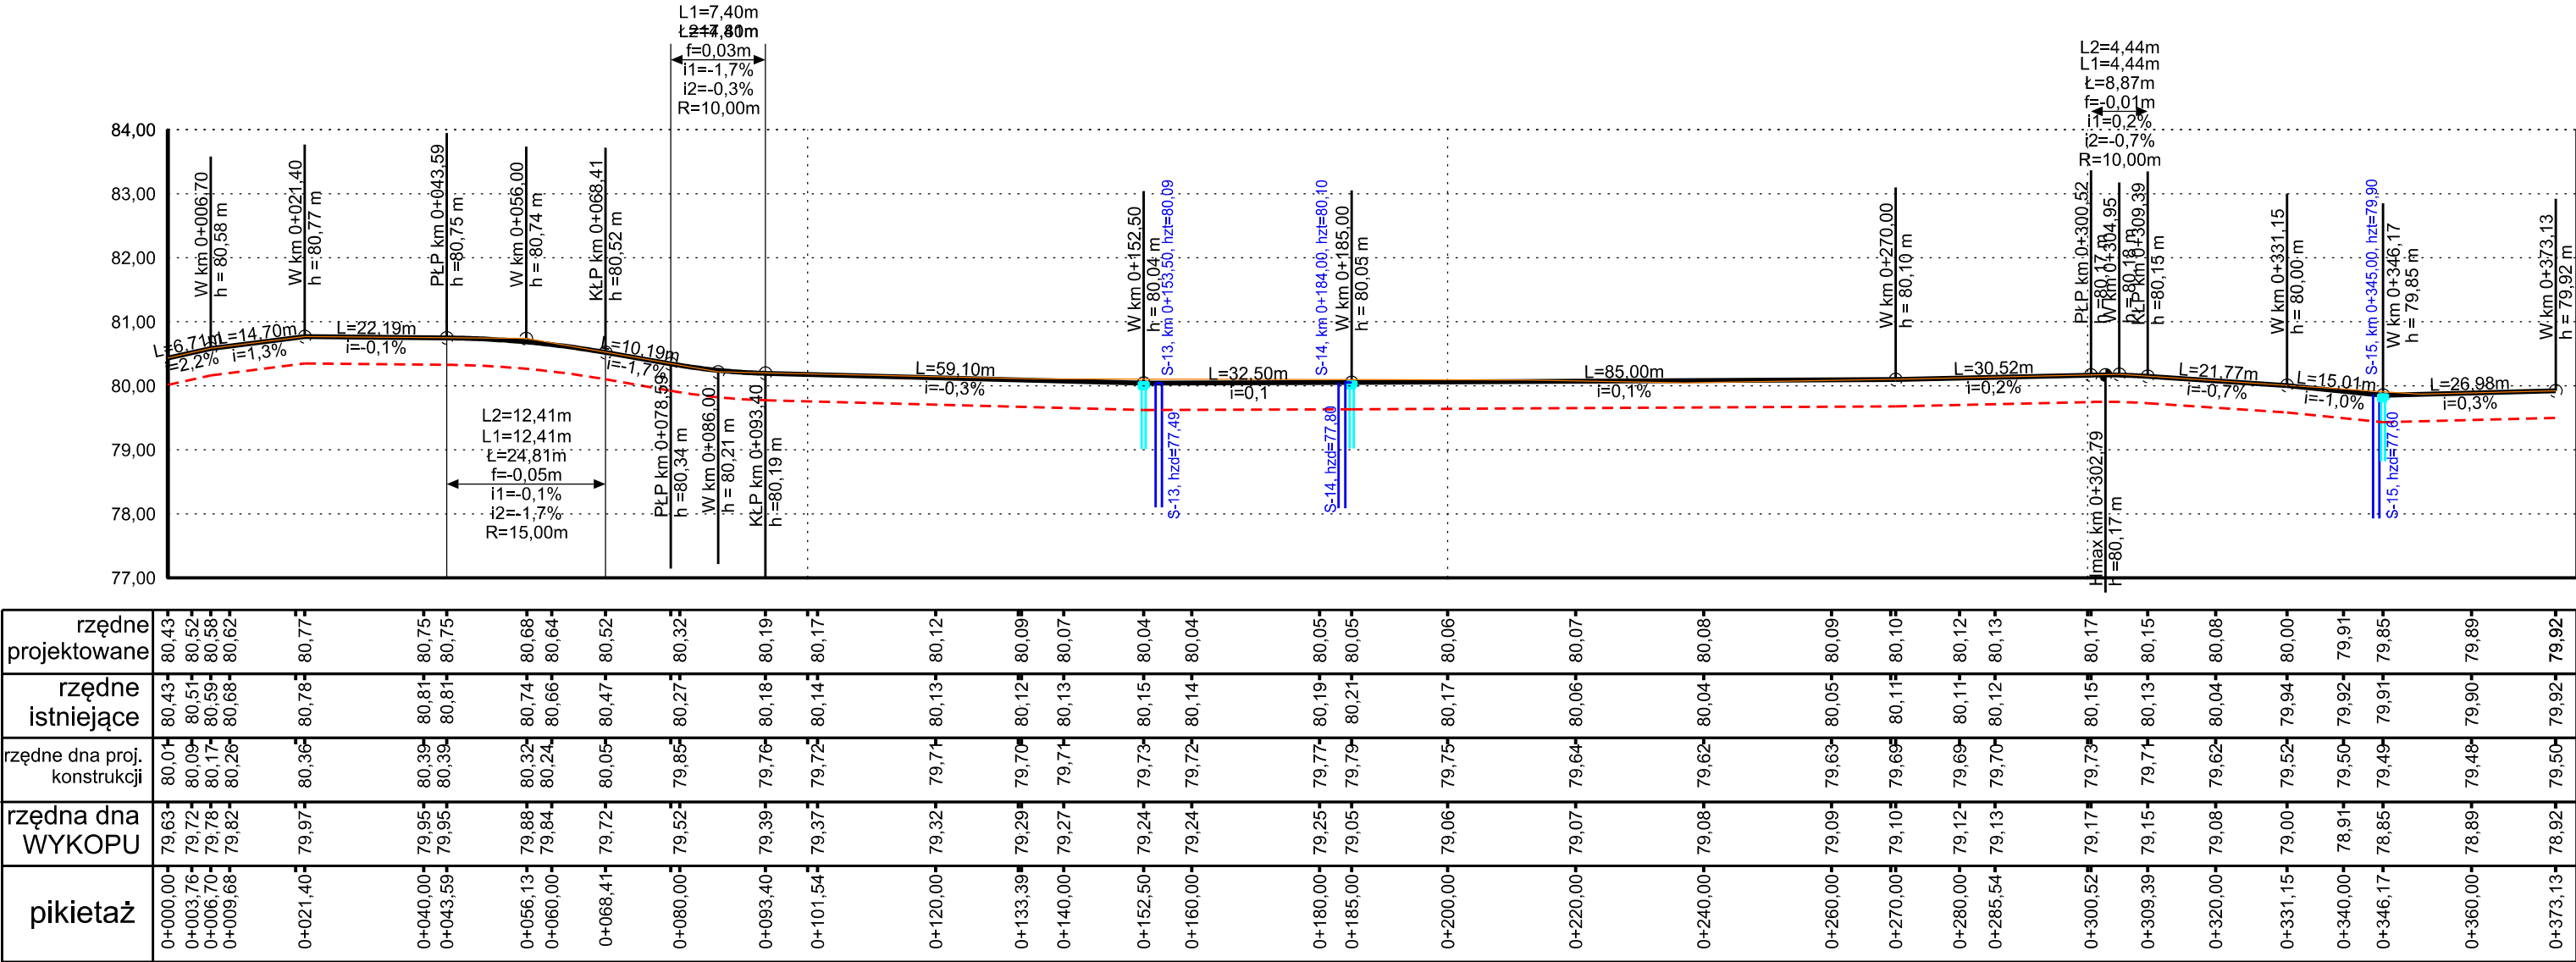 L1=7,40m
f=0,03m
i1=-1,7%
i2=-0,3%
R=10,00m
L2=4,44m
L1=4,44m
Ł=8,87m
f=-0,01m
i1=0,2%
i2=-0,7%
R=10,00m
84,00
83,00
82,00
81,00
80,00
79,00
78,00
77,00
W km 0+006,70
h = 80,58 m
W km 0+021,40
h = 80,77 m
PŁP km 0+043,59
h =80,75 m
W km 0+056,00
h = 80,74 m
KŁP km 0+068,41
h =80,52 m
PŁP km 0+078,59
h =80,34 m
W km 0+086,00
h = 80,21 m
KŁP km 0+093,40
h =80,19 m
W km 0+152,50
h = 80,04 m
S-13, km 0+153,50, hzt=80,09
S-13, hzd=77,49
S-14, km 0+184,00, hzt=80,10
S-14, hzd=77,80
W km 0+185,00
h = 80,05 m
W km 0+270,00
h = 80,10 m
PŁP km 0+300,52
h =80,17 m
W km 0+304,95
h = 80,18 m
KŁP km 0+309,39
h =80,15 m
Hmax km 0+302,79
h =80,17 m
W km 0+331,15
h = 80,00 m
S-15, km 0+345,00, hzt=79,90
S-15, hzd=77,60
W km 0+346,17
h = 79,85 m
W km 0+373,13
h = 79,92 m
L=6,71m
i=2,2%
L=14,70m
i=1,3%
L=22,19m
i=-0,1%
L=10,19m
i=-1,7%
L=59,10m
i=-0,3%
L=32,50m
i=0,1
L=85,00m
i=0,1%
L=30,52m
i=0,2%
L=21,77m
i=-0,7%
L=15,01m
i=-1,0%
L=26,98m
i=0,3%
L2=12,41m
L1=12,41m
Ł=24,81m
f=-0,05m
i1=-0,1%
i2=-1,7%
R=15,00m
rzędne
projektowane
80,43 80,52 80,58 80,62 80,77 80,75 80,75 80,68 80,64 80,52 80,32 80,19 80,17 80,12 80,09 80,07 80,04 80,04 80,05 80,05 80,06 80,07 80,08 80,09 80,10 80,12 80,13 80,17 80,15 80,08 80,00 79,91 79,85 79,89 79,92
rzędne
istniejące
80,43 80,51 80,59 80,68 80,78 80,81 80,81 80,74 80,66 80,47 80,27 80,18 80,14 80,13 80,12 80,13 80,15 80,14 80,19 80,21 80,17 80,06 80,04 80,05 80,11 80,11 80,12 80,15 80,13 80,04 79,94 79,92 79,91 79,90 79,92
rzędne dna proj.
konstrukcji
80,01 80,09 80,17 80,26 80,36 80,39 80,39 80,32 80,24 80,05 79,85 79,76 79,72 79,71 79,70 79,71 79,73 79,72 79,77 79,79 79,75 79,64 79,62 79,63 79,69 79,69 79,70 79,73 79,71 79,62 79,52 79,50 79,49 79,48 79,50
rzędna dna
WYKOPU
79,63 79,72 79,78 79,82 79,97 79,95 79,95 79,88 79,84 79,72 79,52 79,39 79,37 79,32 79,29 79,27 79,24 79,24 79,25 79,05 79,06 79,07 79,08 79,09 79,10 79,12 79,13 79,17 79,15 79,08 79,00 78,91 78,85 78,89 78,92
pikietaż
0+000,00 0+003,76 0+006,70 0+009,68 0+021,40 0+040,00 0+043,59 0+056,13 0+060,00 0+068,41 0+080,00 0+093,40 0+101,54 0+120,00 0+133,39 0+140,00 0+152,50 0+160,00 0+180,00 0+185,00 0+200,00 0+220,00 0+240,00 0+260,00 0+270,00 0+280,00 0+285,54 0+300,52 0+309,39 0+320,00 0+331,15 0+340,00 0+346,17 0+360,00 0+373,13